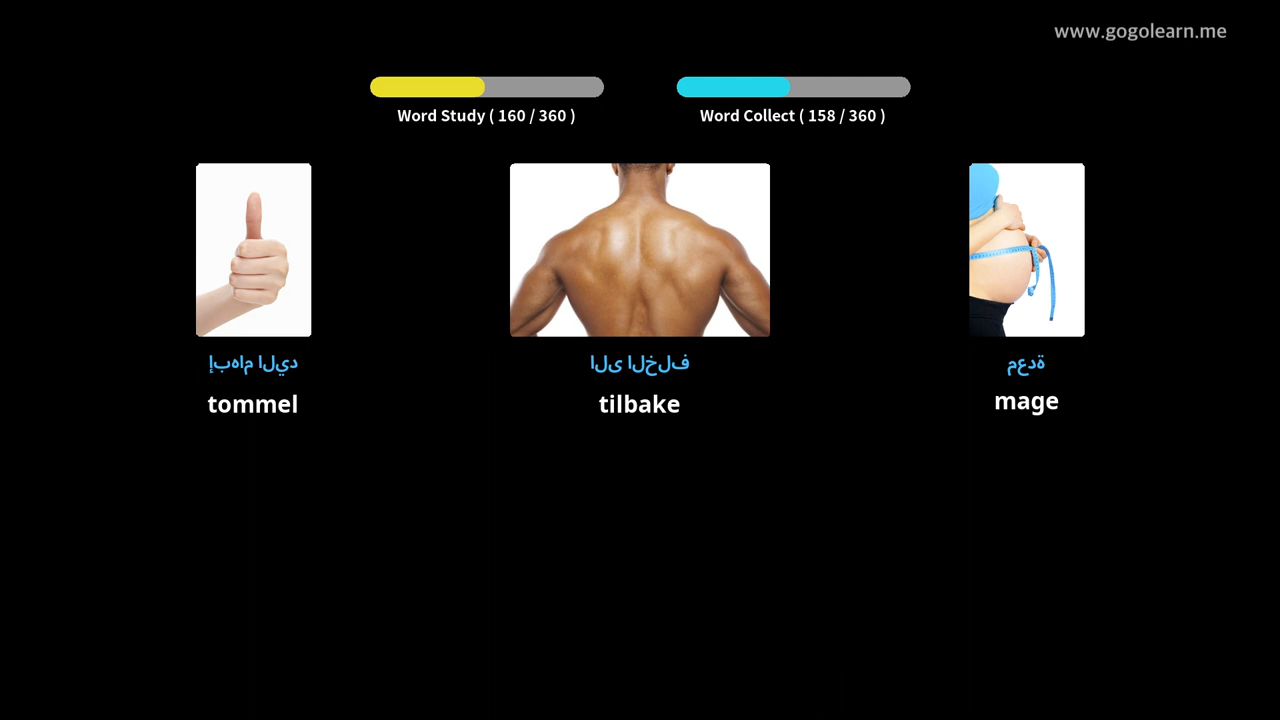 www.gogolearn.me
Word Study ( 160 / 360 )
Word Collect ( 158 / 360 )
إبهام اليد
الى الخلف
معدة
tommel
tilbake
mage